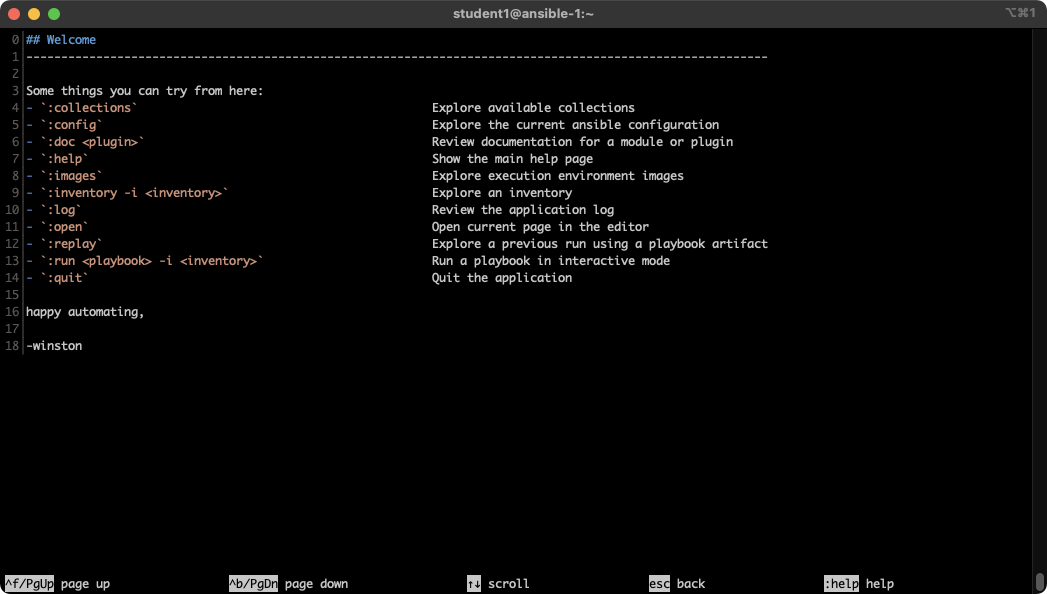 student1@ansible-1:~ ⌥⌘1
0 ## Welcome
1 ----------------------------------------------------------------------------------------------------------
2
3 Some things you can try from here:
4 - `:collections` Explore available collections
5 - `:config` Explore the current ansible configuration
6 - `:doc <plugin>` Review documentation for a module or plugin
7 - `:help` Show the main help page
8 - `:images` Explore execution environment images
9 - `:inventory -i <inventory>` Explore an inventory
10 - `:log` Review the application log
11 - `:open` Open current page in the editor
12 - `:replay` Explore a previous run using a playbook artifact
13 - `:run <playbook> -i <inventory>` Run a playbook in interactive mode
14 - `:quit` Quit the application
15
16 happy automating,
17
18 -winston
^f/PgUp page up ^b/PgDn page down ↑↓ scroll esc back :help help